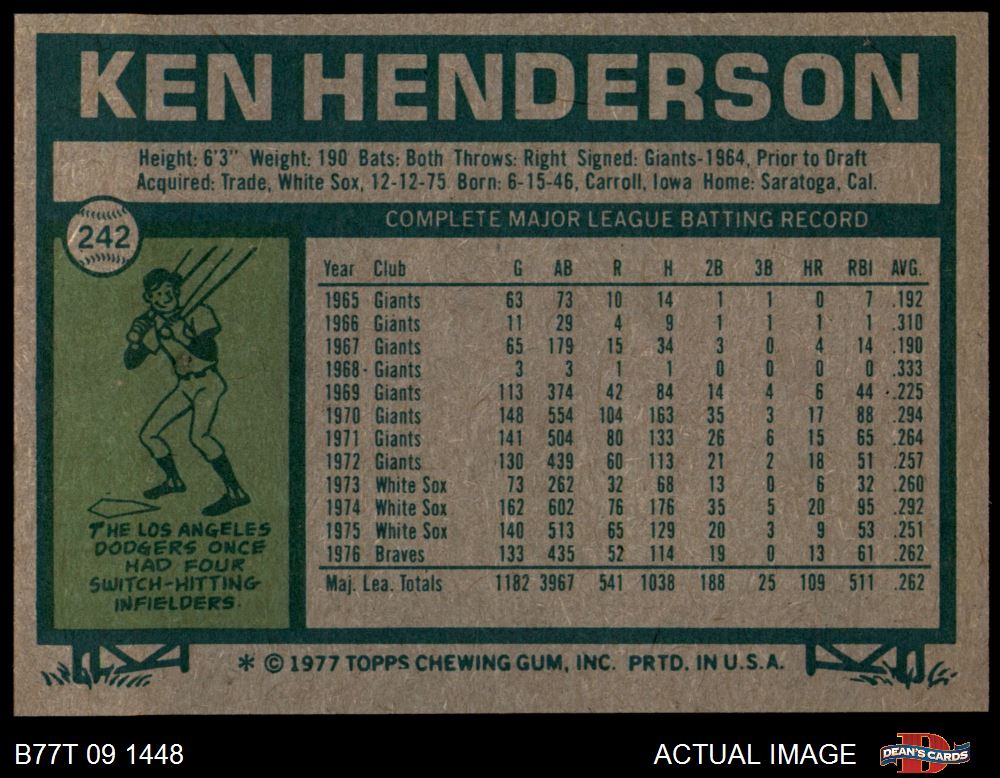 KEN HENDERSON
Height: 6'3" Weight: 190 Bats: Both Throws: Right Signed: Giants-1964, Prior to Draft
Acquired: Trade, White Sox, 12-12-75 Born: 6-15-46, Carroll, Iowa Home: Saratoga, Cal.
242
COMPLETE MAJOR LEAGUE BATTING RECORD
Year Club G AB R H 2B 3B HR RBI AVG.
1965 Giants 63 73 10 14 1 1 0 7 .192
1966 Giants 11 29 4 9 1 1 1 1 .310
1967 Giants 65 179 15 34 3 0 4 14 .190
1968 Giants 3 3 1 1 0 0 0 0 .333
1969 Giants 113 374 42 84 14 4 6 44 .225
1970 Giants 148 554 104 163 35 3 17 88 .294
1971 Giants 141 504 80 133 26 6 15 65 .264
1972 Giants 130 439 60 113 21 2 18 51 .257
1973 White Sox 73 262 32 68 13 0 6 32 .260
1974 White Sox 162 602 76 176 35 5 20 95 .292
1975 White Sox 140 513 65 129 20 3 9 53 .251
1976 Braves 133 435 52 114 19 0 13 61 .262
Maj. Lea. Totals 1182 3967 541 1038 188 25 109 511 .262
THE LOS ANGELES
DODGERS ONCE
HAD FOUR
SWITCH-HITTING
INFIELDERS.
* © 1977 TOPPS CHEWING GUM, INC. PRTD. IN U.S.A.
B77T 09 1448
ACTUAL IMAGE
DEAN'S CARDS